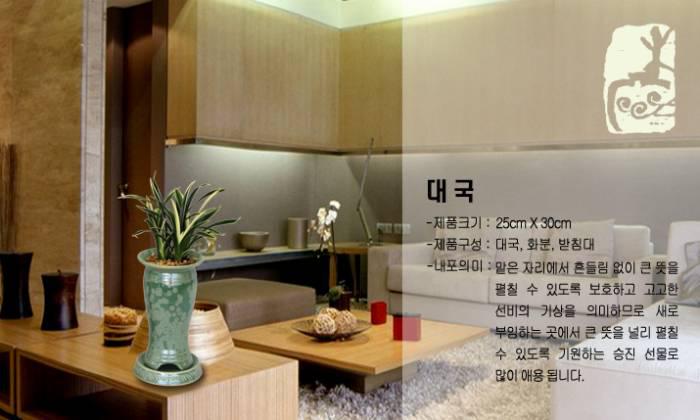 대국
-제품크기 : 25cm X 30cm
-제품구성 : 대국, 화분, 받침대
-내포의미 : 맡은 자리에서 흔들림 없이 큰 뜻을
펼칠 수 있도록 보호하고 고고한
선비의 기상을 의미하므로 새로
부임하는 곳에서 큰 뜻을 널리 펼칠
수 있도록 기원하는 승진 선물로
많이 애용 됩니다.